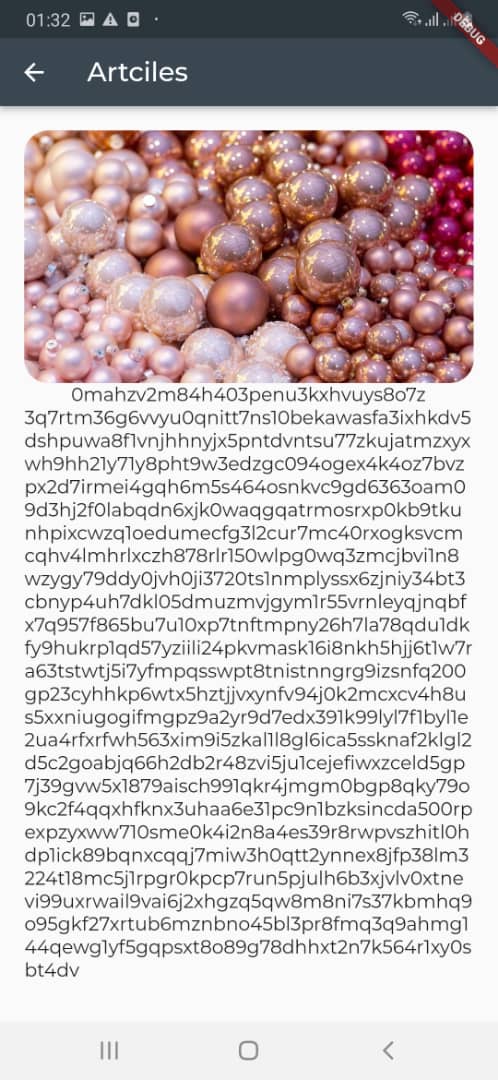 01:32
DEBUG
Artciles
0mahzv2m84h403penu3kxhvuys8o7z
3q7rtm36g6vvyu0qnitt7ns10bekawasfa3ixhkdv5
dshpuwa8f1vnjhhnyjx5pntdvntsu77zkujatmzxyx
wh9hh21y71y8pht9w3edzgc094ogex4k4oz7bvz
px2d7irmei4gqh6m5s464osnkvc9gd6363oam0
9d3hj2f0labqdn6xjk0waqgqatrmosrxp0kb9tku
nhpixcwzq1oedumecfg3l2cur7mc40rxogksvcm
cqhv4lmhrlxczh878rlr150wlpg0wq3zmcjbvi1n8
wzygy79ddy0jvh0ji3720ts1nmplyssx6zjniy34bt3
cbnyp4uh7dkl05dmuzmvjgym1r55vrnleyqjnqbf
x7q957f865bu7u10xp7tnftmpny26h7la78qdu1dk
fy9hukrp1qd57yziili24pkvmask16i8nkh5hjj6t1w7r
a63tstwtj5i7yfmpqsswpt8tnistnngrg9izsnfq200
gp23cyhhkp6wtx5hztjjvxynfv94j0k2mcxcv4h8u
s5xxniugogifmgpz9a2yr9d7edx391k99lyl7f1byl1e
2ua4rfxrfwh563xim9i5zkal1l8gl6ica5ssknaf2klgl2
d5c2goabjq66h2db2r48zvi5ju1cejefiwxzceld5gp
7j39gvw5x1879aisch991qkr4jmgm0bgp8qky79o
9kc2f4qqxhfknx3uhaa6e31pc9n1bzksincda500rp
expzyxww710sme0k4i2n8a4es39r8rwpvszhitl0h
dp1ick89bqnxcqqj7miw3h0qtt2ynnex8jfp38lm3
224t18mc5j1rpgr0kpcp7run5pjulh6b3xjvlv0xtne
vi99uxrwail9vai6j2xhgzq5qw8m8ni7s37kbmhq9
o95gkf27xrtub6mznbno45bl3pr8fmq3q9ahmg1
44qewg1yf5gqpsxt8o89g78dhhxt2n7k564r1xy0s
bt4dv